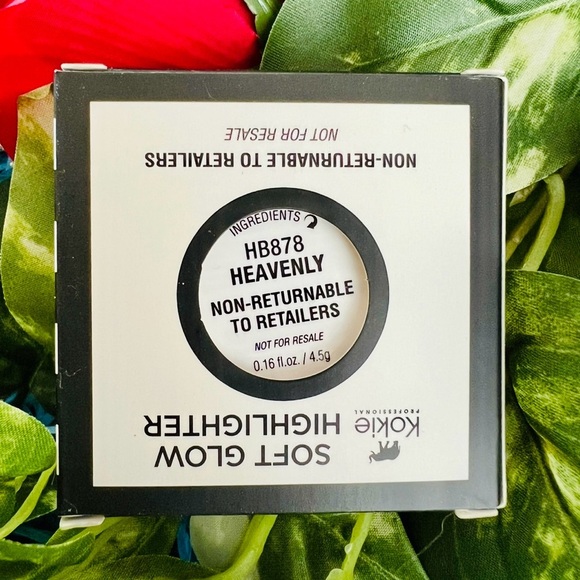 NON-RETURNABLE TO RETAILERS
NOT FOR RESALE
INGREDIENTS
HB878
HEAVENLY
NON-RETURNABLE
TO RETAILERS
NOT FOR RESALE
0.16 fl.oz. / 4.5g
Kokie
PROFESSIONAL
SOFT GLOW
HIGHLIGHTER